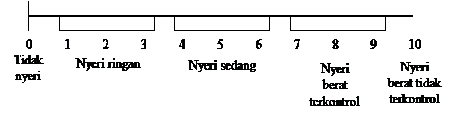 0 1 2 3 4 5 6 7 8 9 10
Tidak nyeri
Nyeri ringan
Nyeri sedang
Nyeri berat terkontrol
Nyeri berat tidak terkontrol